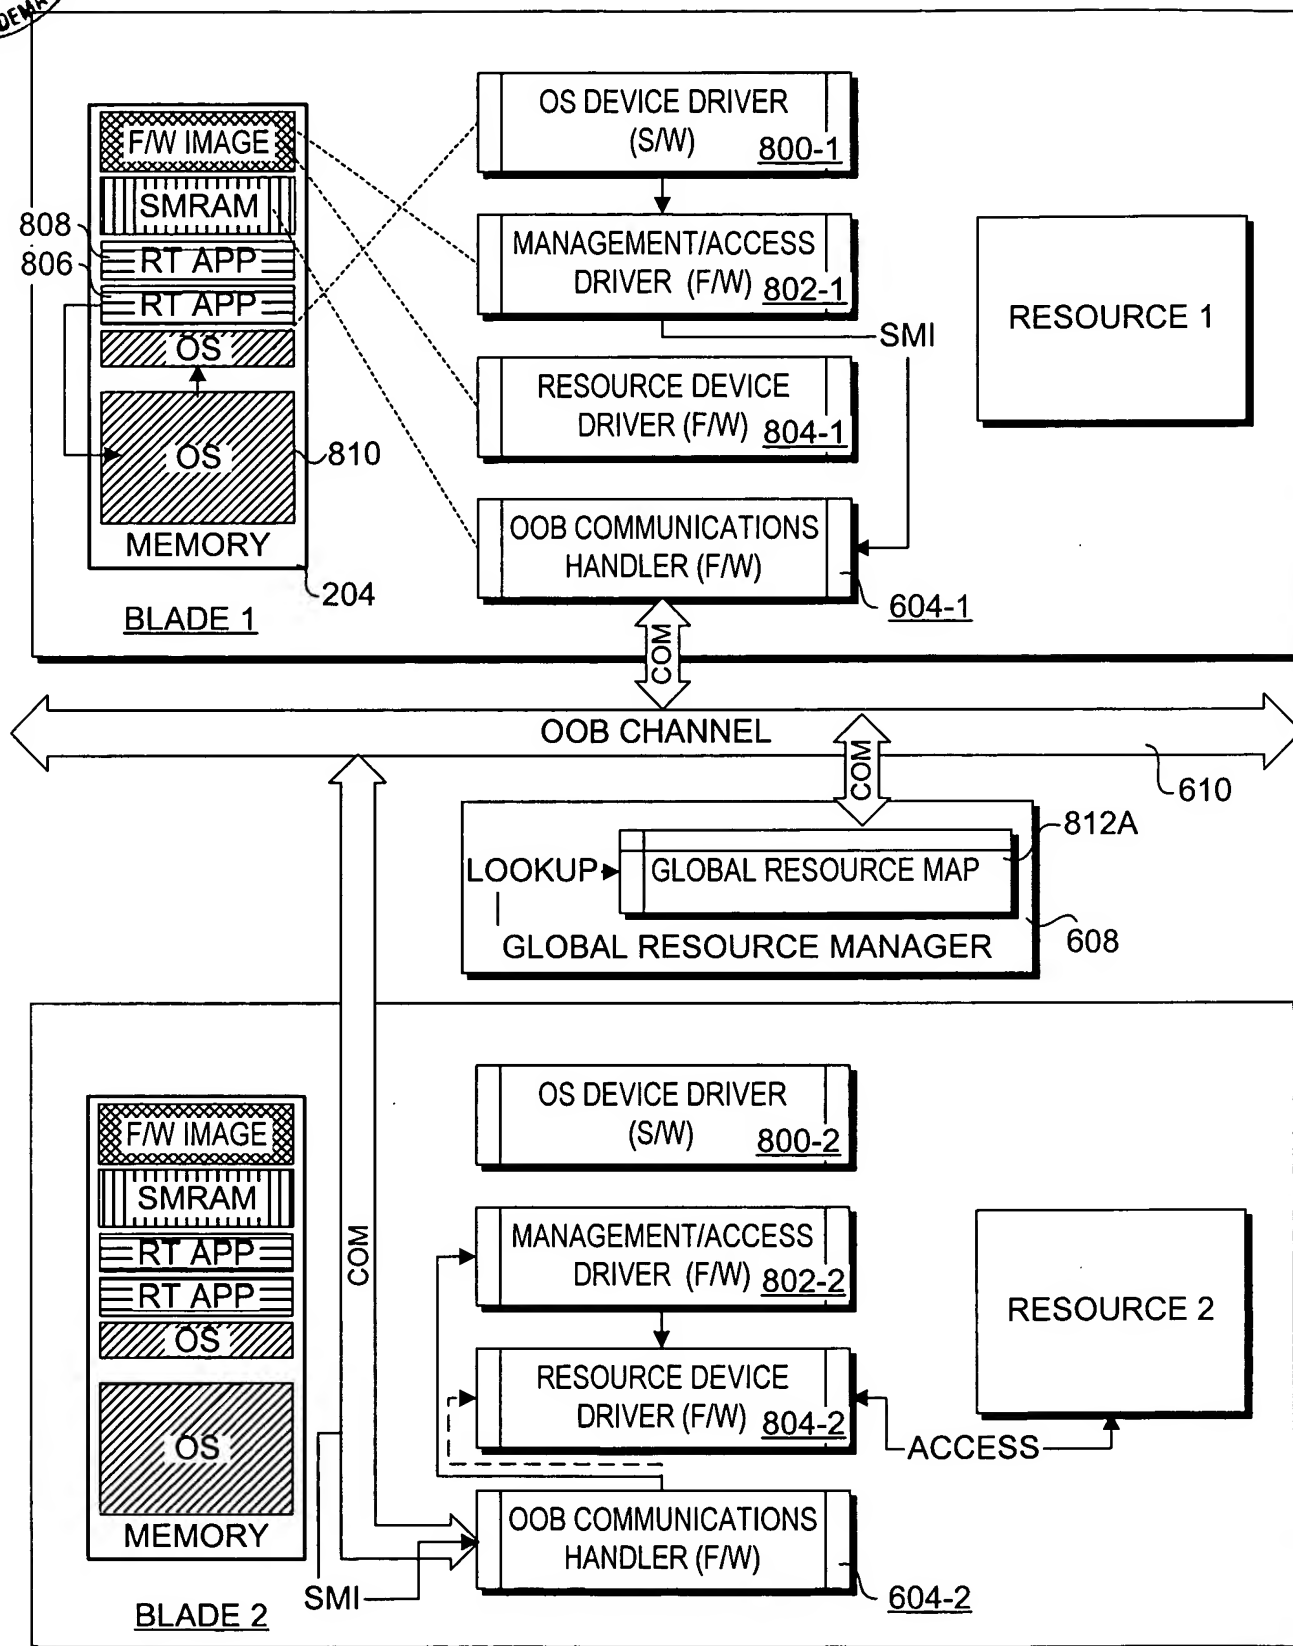 DEMA
F/W IMAGE
SMRAM
808
RT APP
806
RT APP
OS
OS
810
MEMORY
204
BLADE 1
OS DEVICE DRIVER
(S/W)
800-1
MANAGEMENT/ACCESS
DRIVER (F/W)
802-1
SMI
RESOURCE DEVICE
DRIVER (F/W)
804-1
OOB COMMUNICATIONS
HANDLER (F/W)
604-1
RESOURCE 1
COM
OOB CHANNEL
COM
610
812A
LOOKUP
GLOBAL RESOURCE MAP
GLOBAL RESOURCE MANAGER
608
F/W IMAGE
SMRAM
RT APP
RT APP
OS
OS
MEMORY
BLADE 2
COM
SMI
OS DEVICE DRIVER
(S/W)
800-2
MANAGEMENT/ACCESS
DRIVER (F/W)
802-2
RESOURCE DEVICE
DRIVER (F/W)
804-2
ACCESS
OOB COMMUNICATIONS
HANDLER (F/W)
604-2
RESOURCE 2